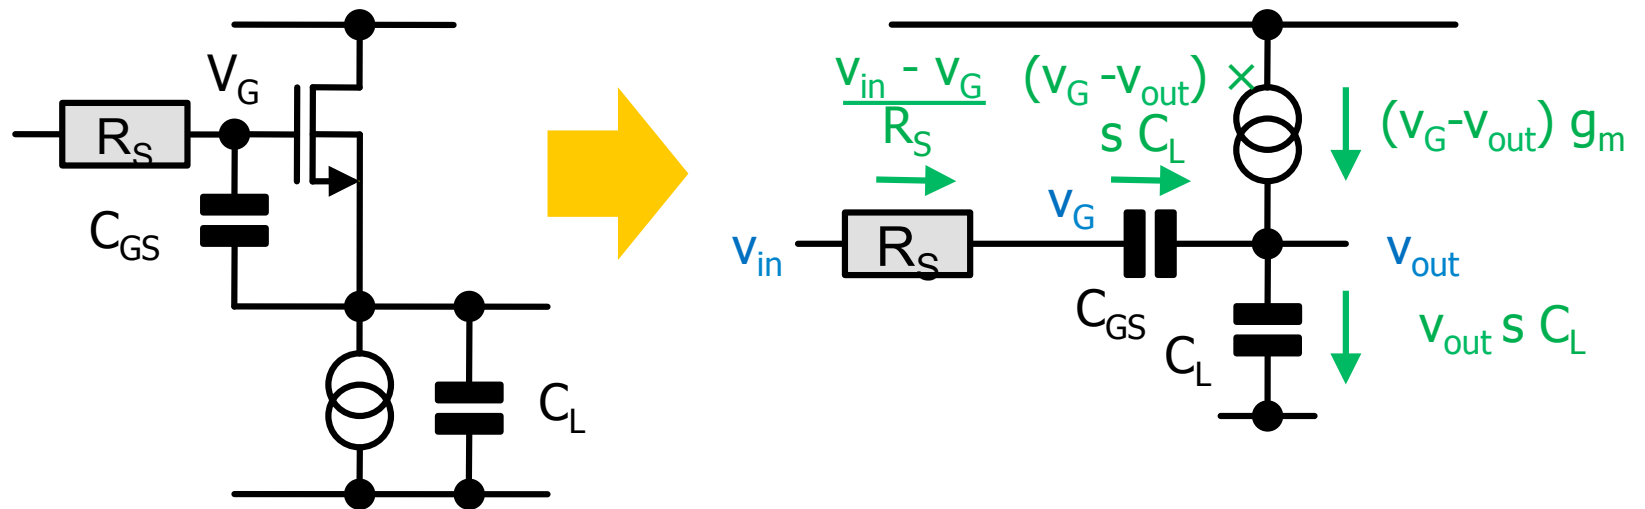 V_G
R_S
C_GS
C_L
v_in - v_G
R_S
(v_G -v_out) ×
s C_L
(v_G-v_out) g_m
v_G
v_in
R_S
v_out
C_GS
C_L
v_out s C_L